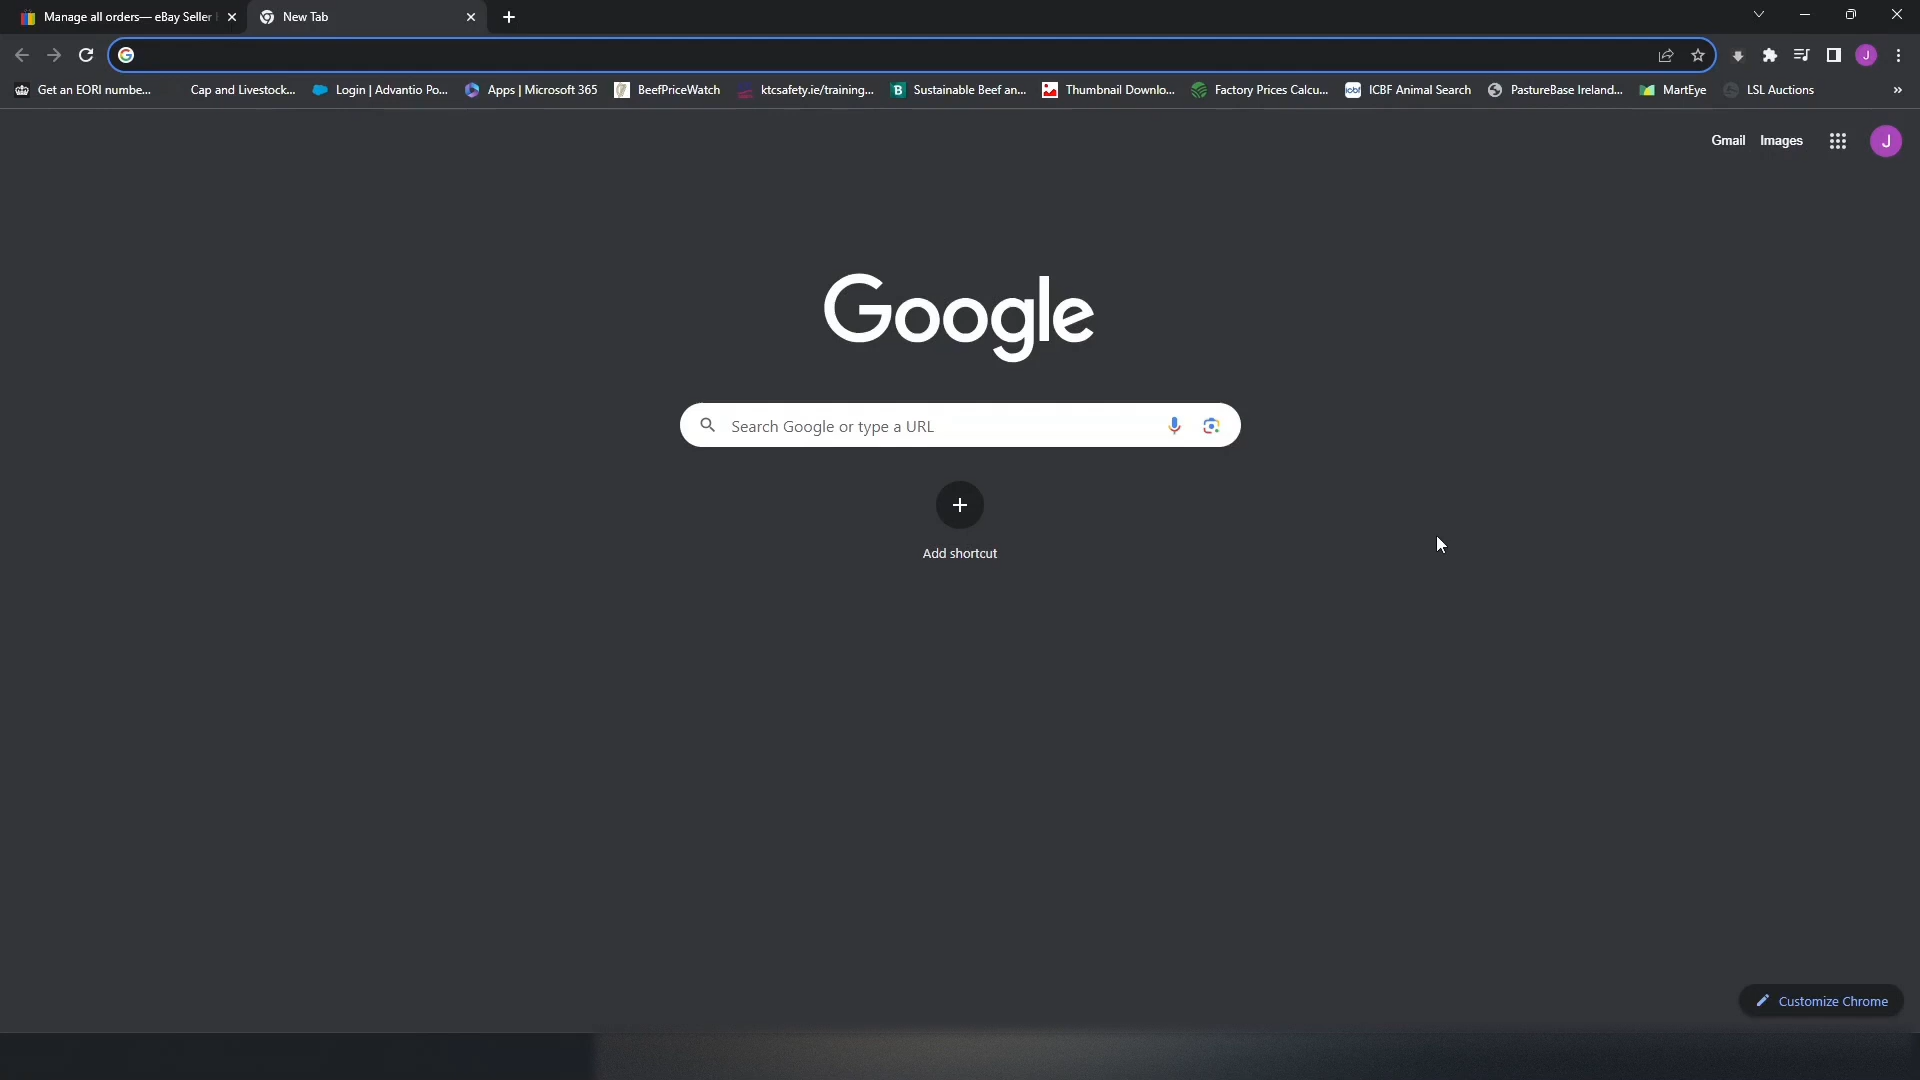 Manage all orders— eBay Seller
New Tab
Get an EORI numbe...
Cap and Livestock...
Login | Advantio Po...
Apps | Microsoft 365
BeefPriceWatch
ktcsafety.ie/training...
Sustainable Beef an...
Thumbnail Downlo...
Factory Prices Calcu...
ICBF Animal Search
PastureBase Ireland...
MartEye
LSL Auctions
Gmail
Images
J
J
Google
Search Google or type a URL
Add shortcut
Customize Chrome